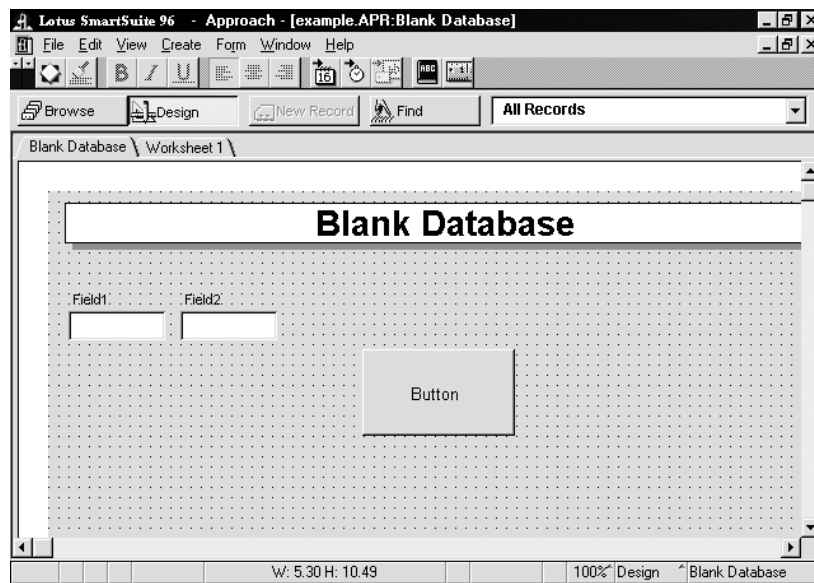 Lotus SmartSuite 96 - Approach - [example.APR:Blank Database]
File Edit View Create Form Window Help
B I U 16 ABC
Browse Design New Record Find All Records
Blank Database Worksheet 1
Blank Database
Field1 Field2
Button
W: 5.30 H: 10.49 100% Design Blank Database